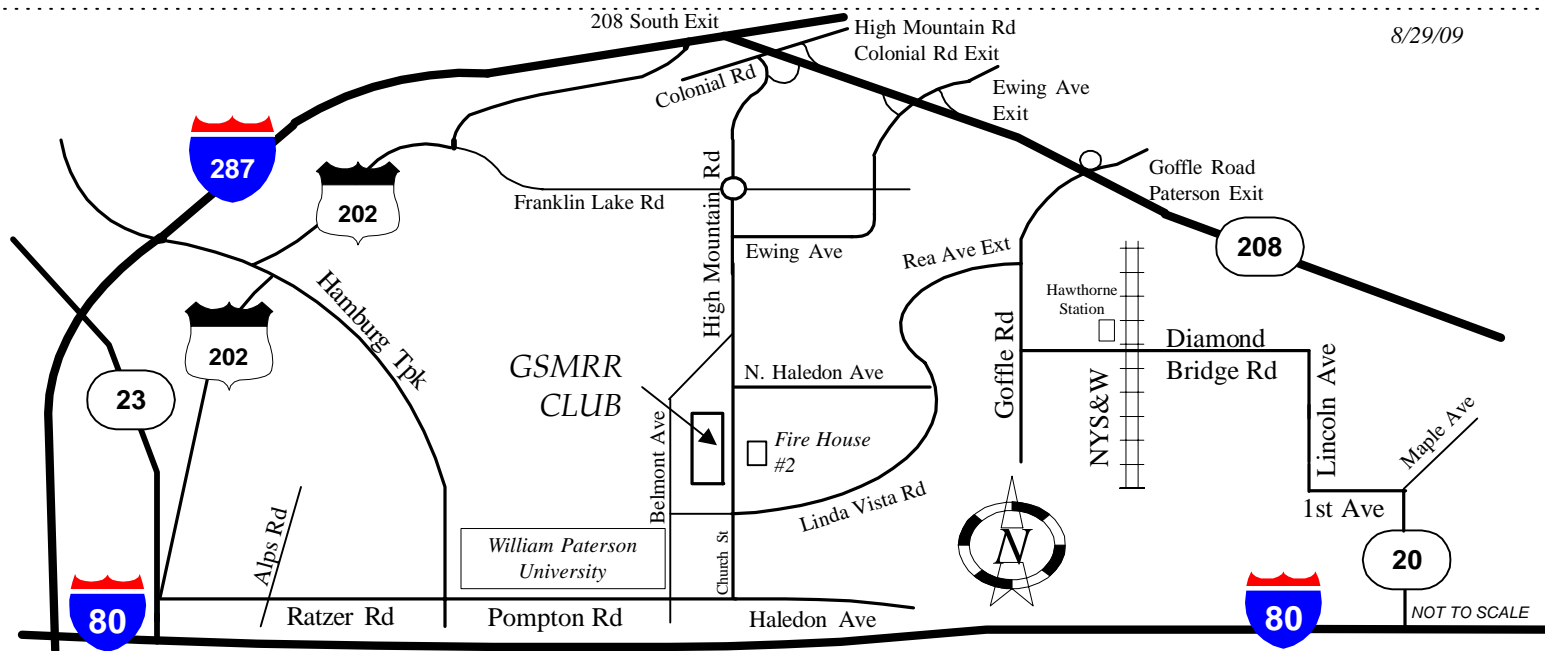 208 South Exit
High Mountain Rd
Colonial Rd Exit
8/29/09
Colonial Rd
Ewing Ave
Exit
287
202
High Mountain Rd
Goffle Road
Paterson Exit
Franklin Lake Rd
208
Ewing Ave
Rea Ave Ext
Hamburg Tpk
Hawthorne
Station
202
GSMRR
CLUB
Goffle Rd
Diamond
Bridge Rd
N. Haledon Ave
23
NYS&W
Lincoln Ave
Maple Ave
Belmont Ave
Fire House
#2
Linda Vista Rd
1st Ave
Alps Rd
William Paterson
University
Church St
N
20
80
Ratzer Rd
Pompton Rd
Haledon Ave
80
NOT TO SCALE